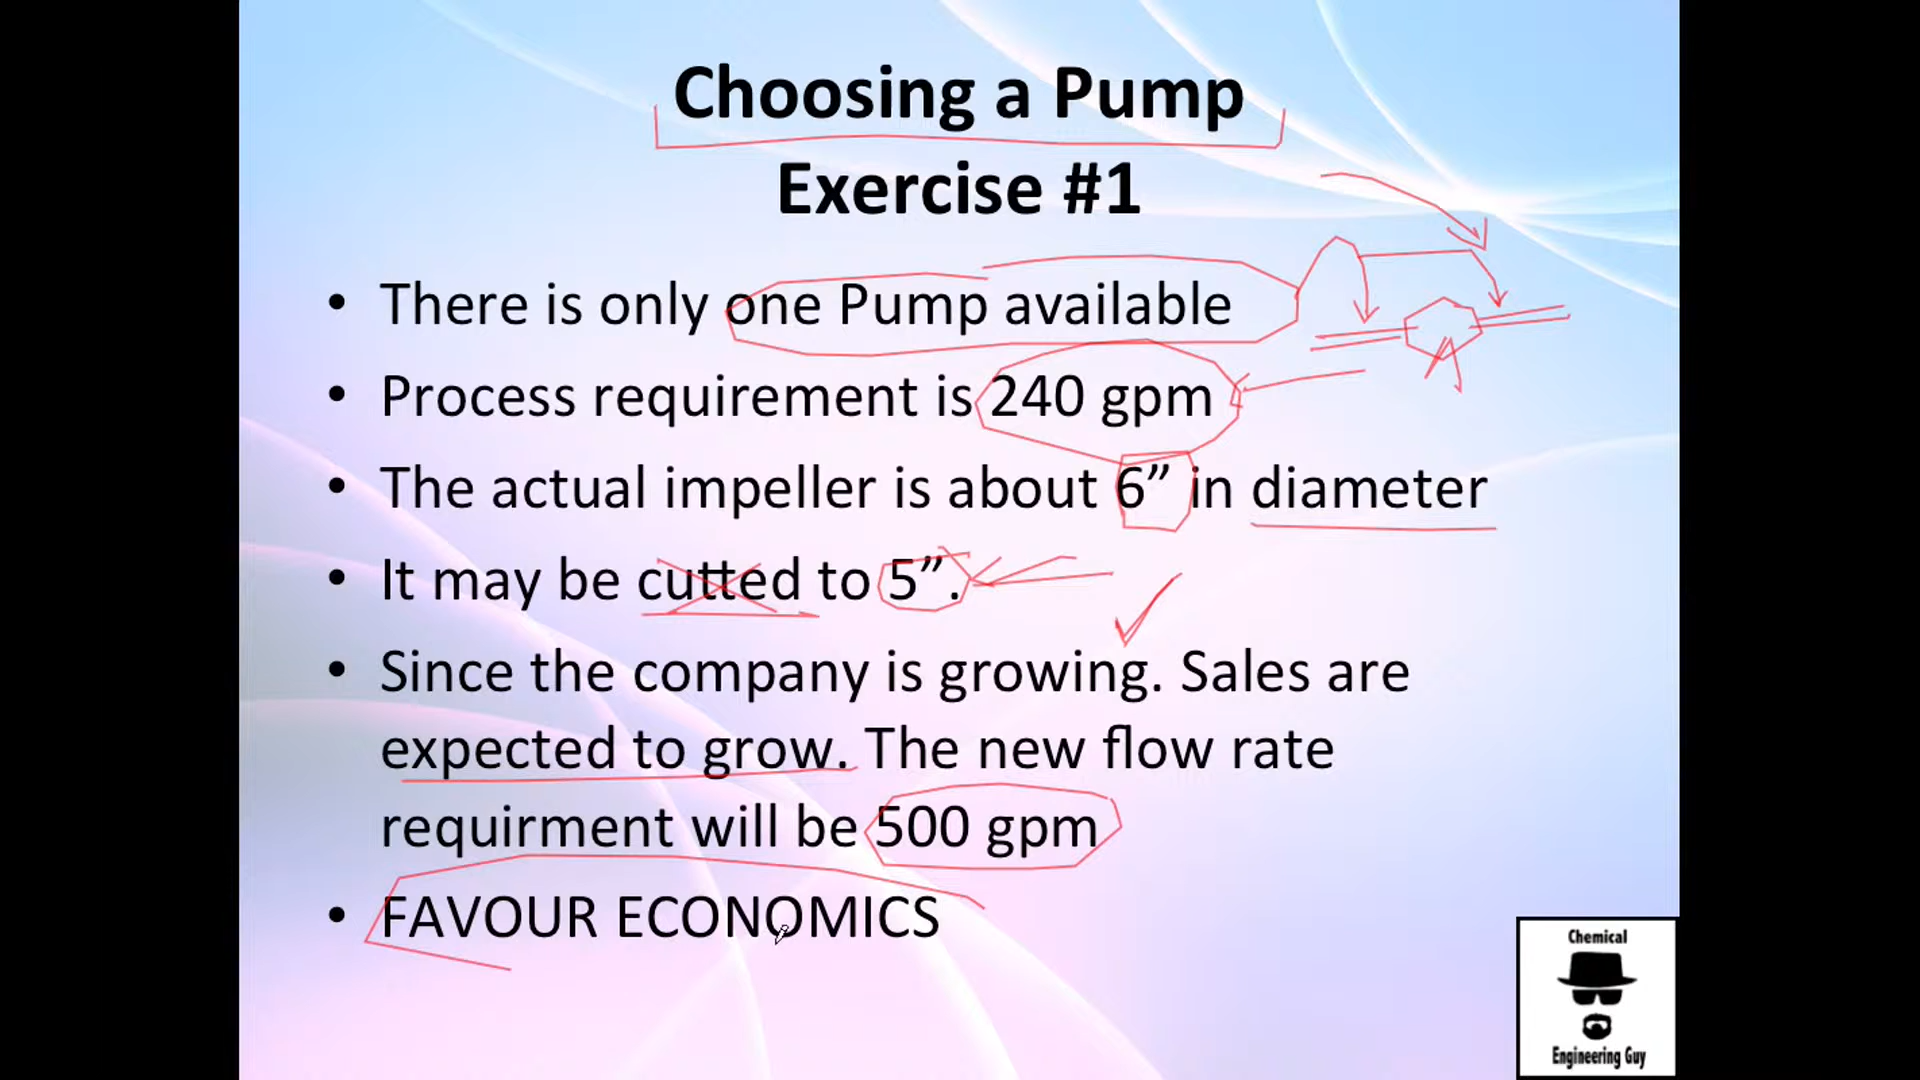 Choosing a Pump
Exercise #1
• There is only one Pump available
• Process requirement is 240 gpm
• The actual impeller is about 6” in diameter
• It may be cutted to 5”.
• Since the company is growing. Sales are
expected to grow. The new flow rate
requirment will be 500 gpm
• FAVOUR ECONOMICS
Chemical
Engineering Guy